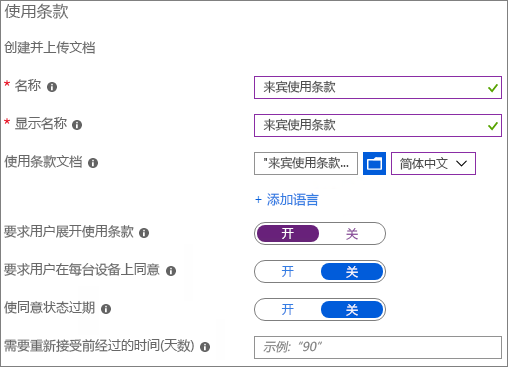 使用条款
创建并上传文档
* 名称
来宾使用条款
* 显示名称
来宾使用条款
使用条款文档
"来宾使用条款...
简体中文
+ 添加语言
要求用户展开使用条款
开 关
要求用户在每台设备上同意
开 关
使同意状态过期
开 关
需要重新接受前经过的时间(天数)
示例: “90”